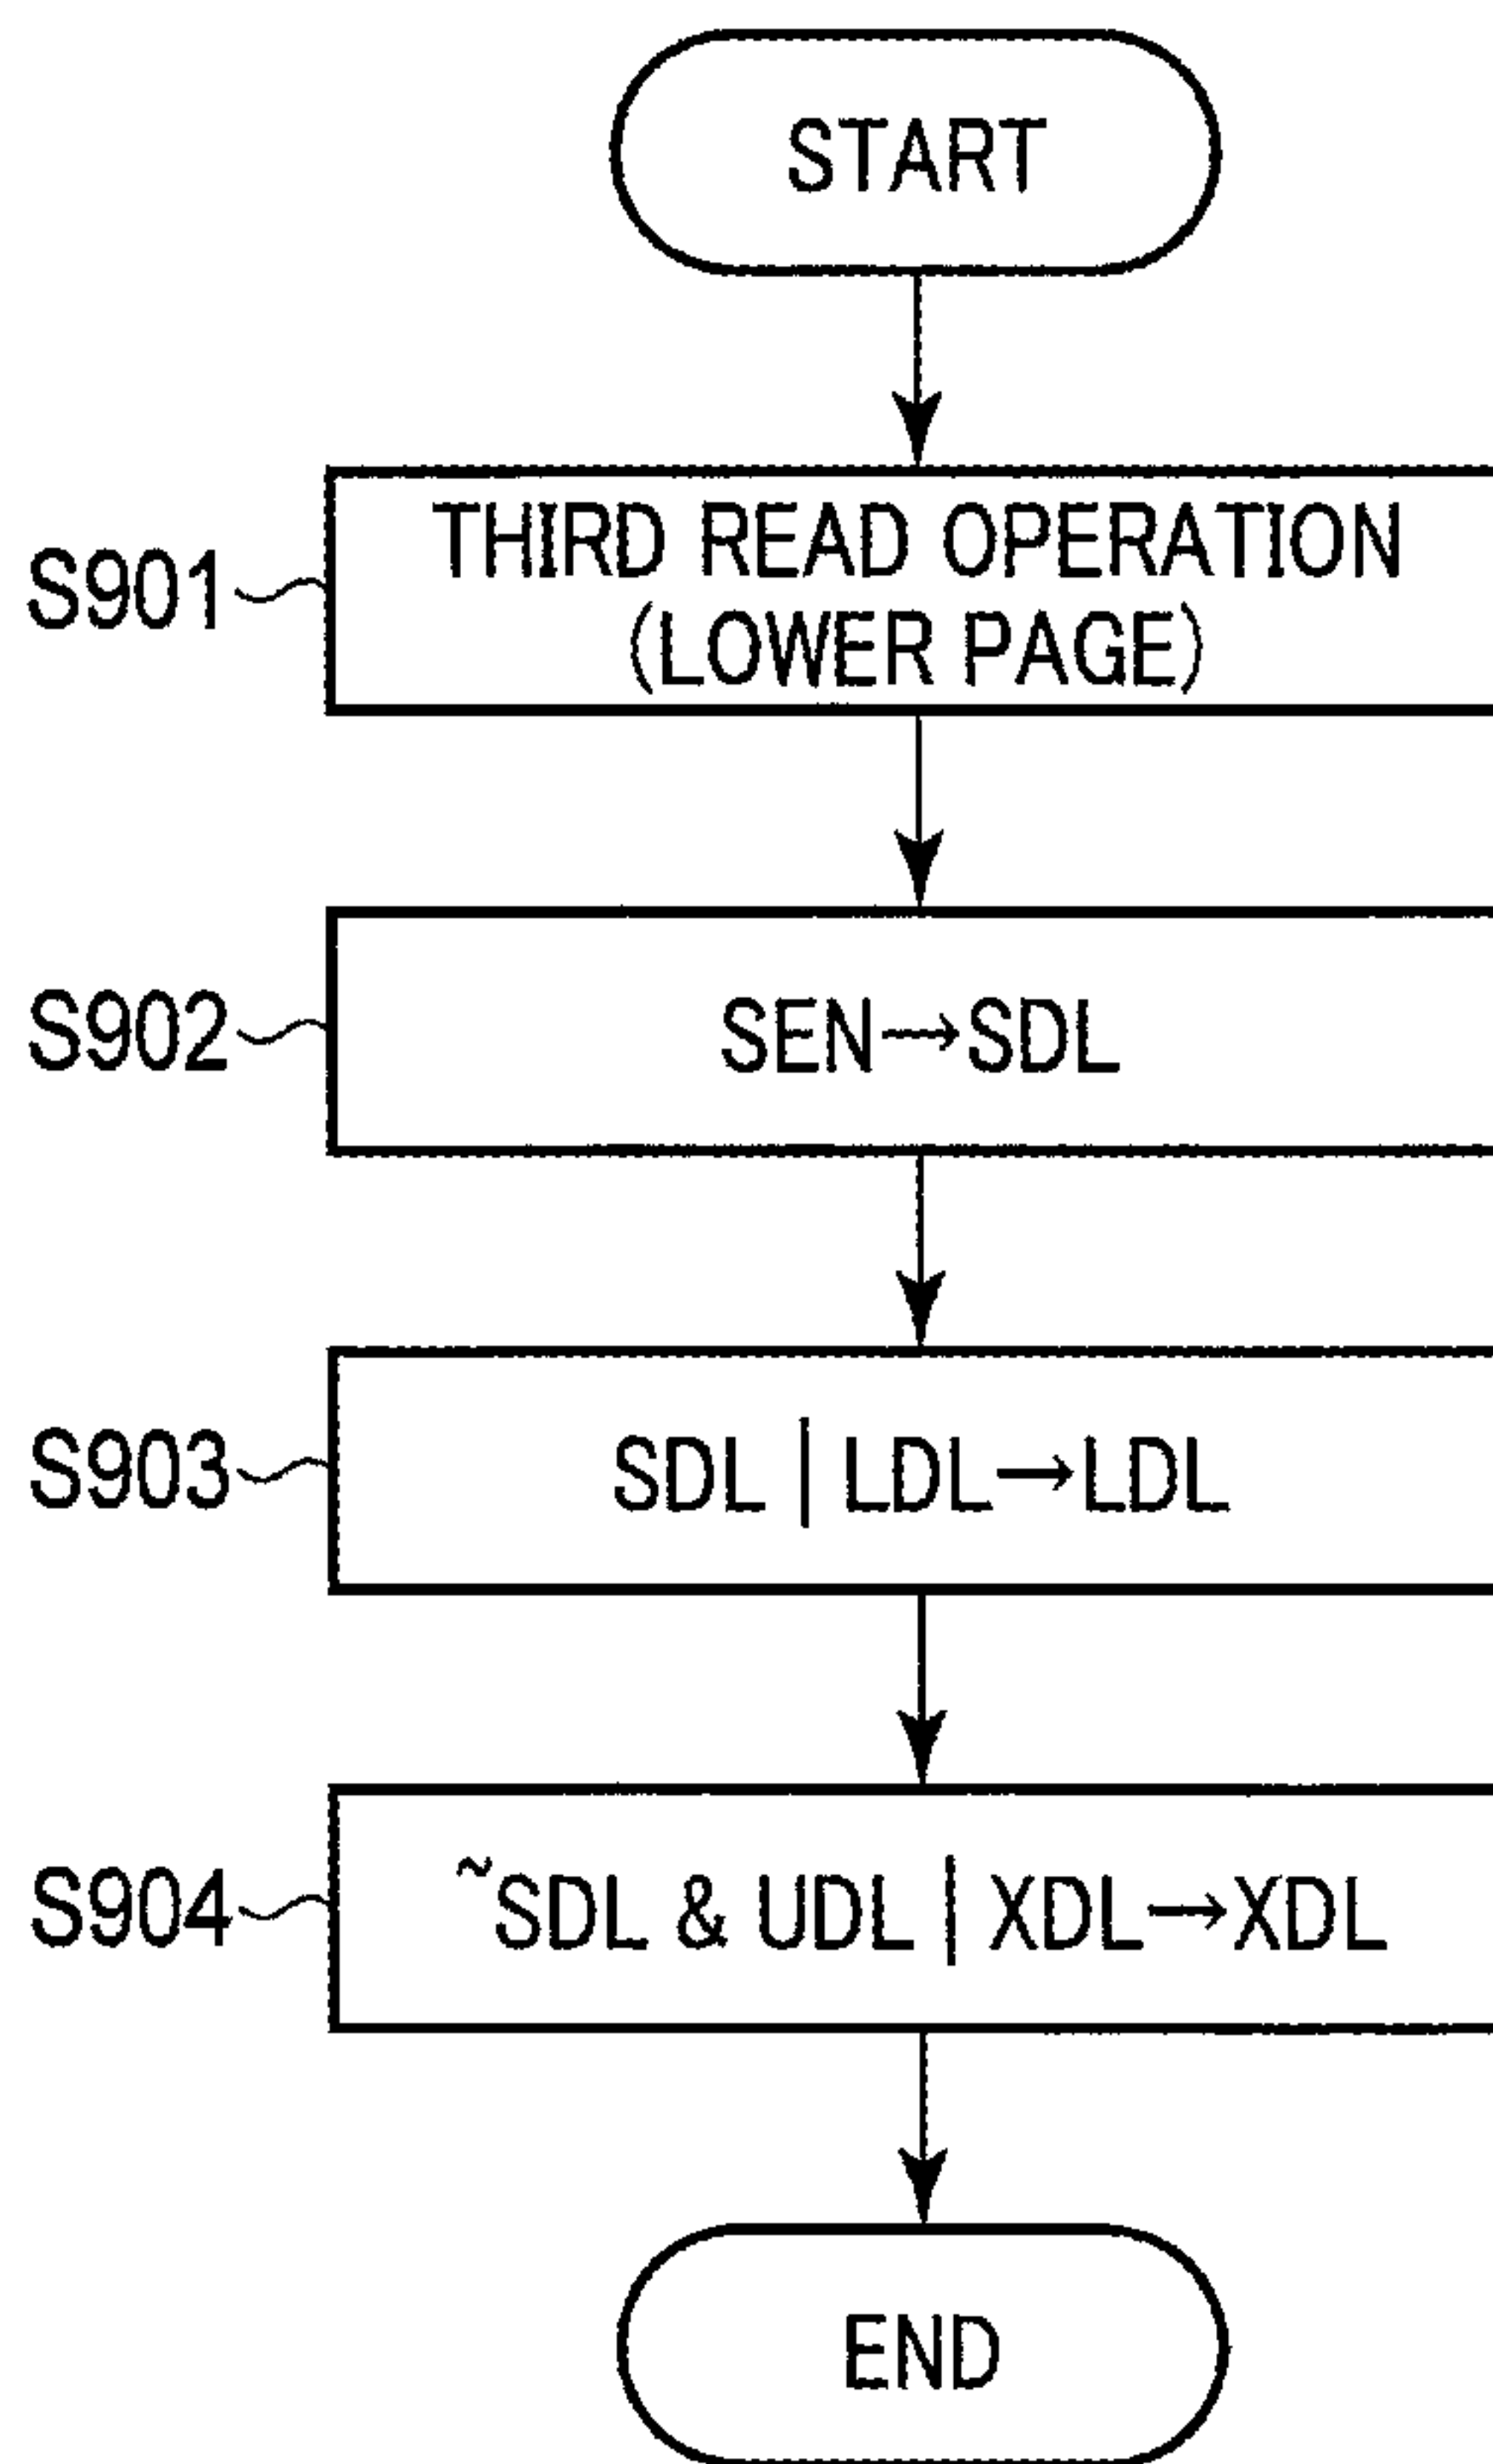 START
THIRD READ OPERATION
(LOWER PAGE)
S901
SEN→SDL
S902
SDL|LDL→LDL
S903
~SDL & UDL|XDL→XDL
S904
END